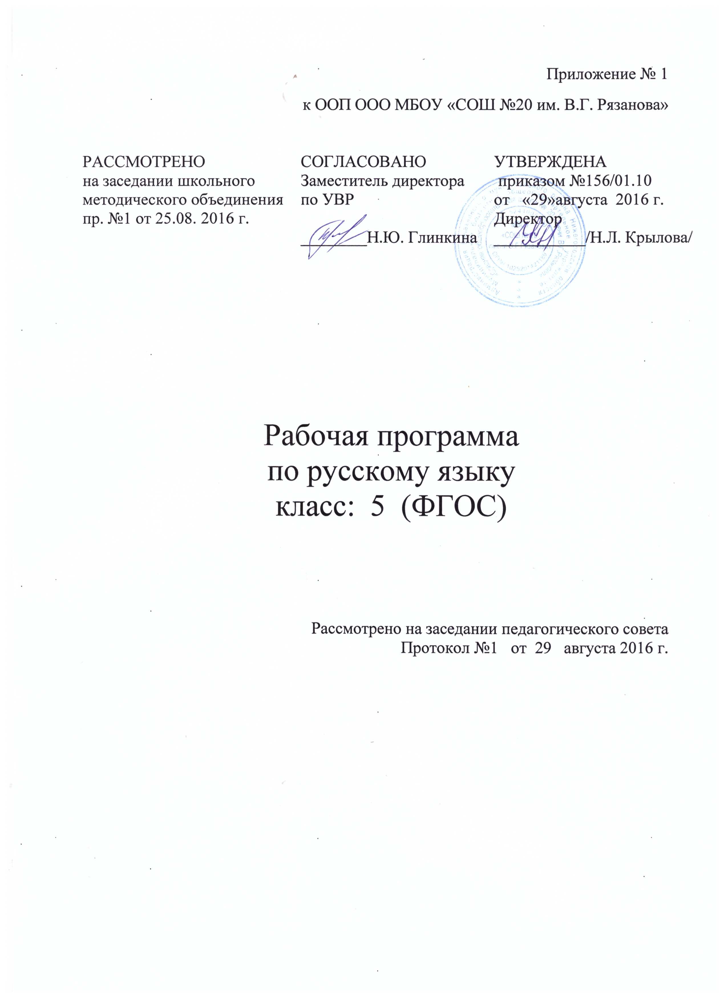 Приложение № 1
к ООП ООО МБОУ «СОШ №20 им. В.Г. Рязанова»
РАССМОТРЕНО
на заседании школьного
методического объединения
пр. №1 от 25.08. 2016 г.
СОГЛАСОВАНО
Заместитель директора
по УВР
Н.Ю. Глинкина
УТВЕРЖДЕНА
приказом №156/01.10
от «29»августа 2016 г.
Директор
/Н.Л. Крылова/
Рабочая программа
по русскому языку
класс: 5 (ФГОС)
Рассмотрено на заседании педагогического совета
Протокол №1 от 29 августа 2016 г.